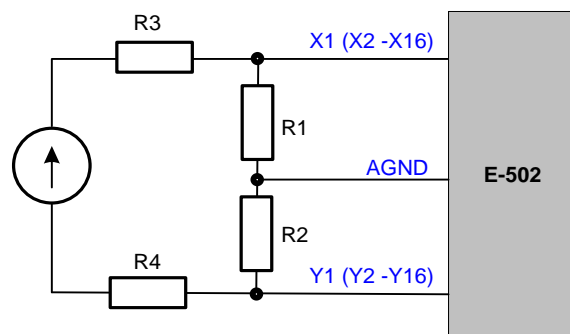 R3
X1 (X2 -X16)
R1
AGND
E-502
R2
R4
Y1 (Y2 -Y16)